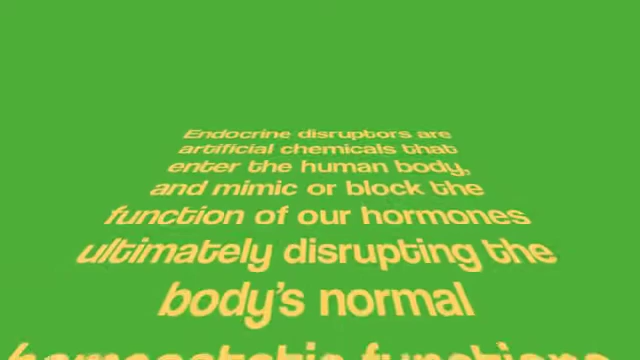 Endocrine disruptors are
artificial chemicals that
enter the human body,
and mimic or block the
function of our hormones
ultimately disrupting the
body's normal
homeostatic functions